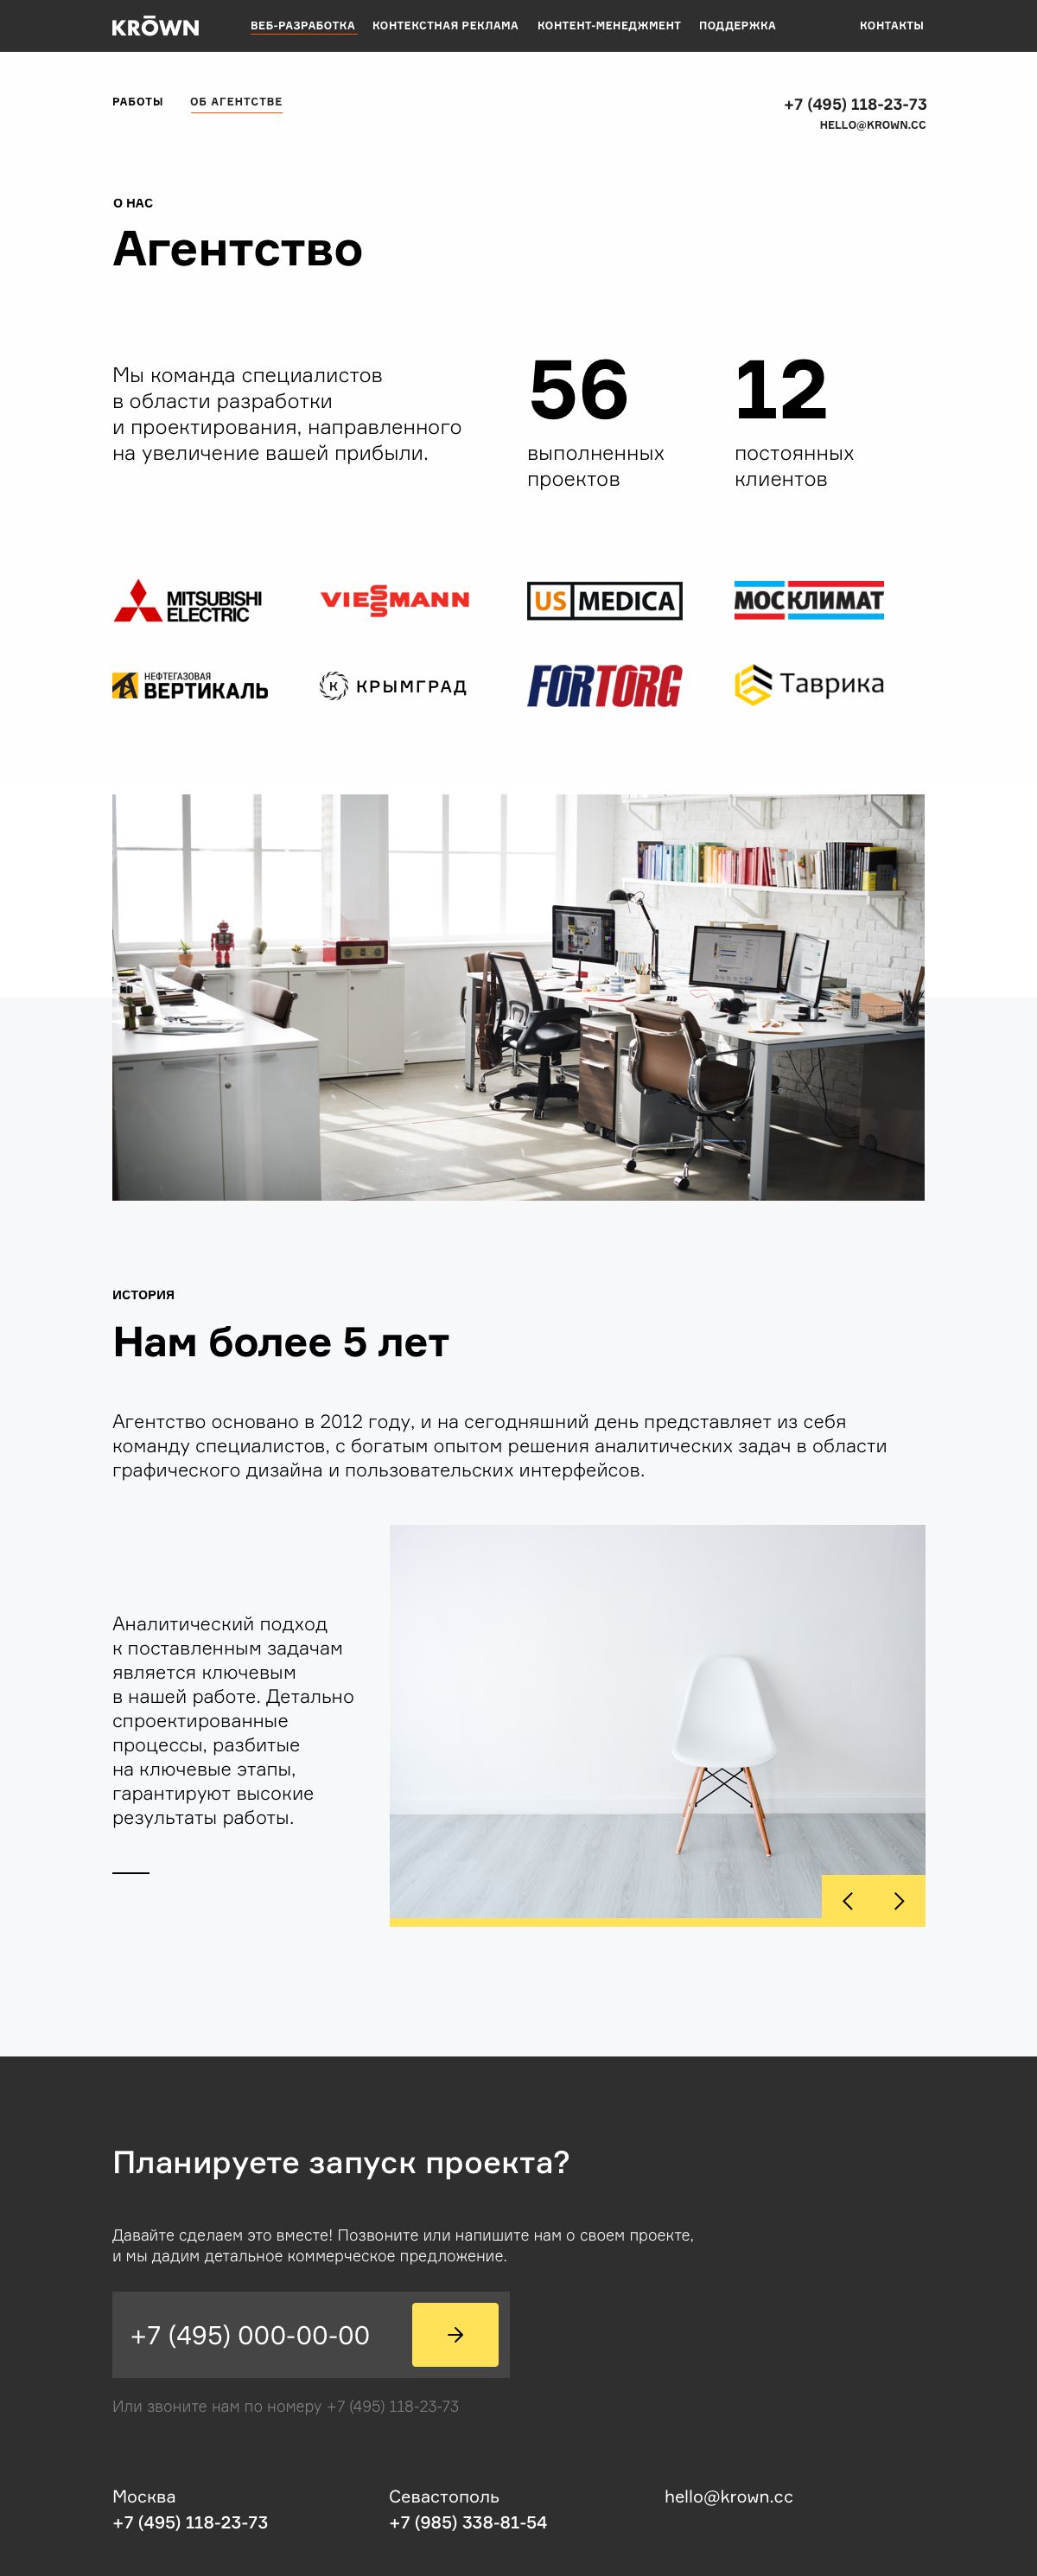 KRŌWN
ВЕБ-РАЗРАБОТКА
КОНТЕКСТНАЯ РЕКЛАМА
КОНТЕНТ-МЕНЕДЖМЕНТ
ПОДДЕРЖКА
КОНТАКТЫ
РАБОТЫ
ОБ АГЕНТСТВЕ
+7 (495) 118-23-73
HELLO@KROWN.CC
О НАС
Агентство
Мы команда специалистов
в области разработки
и проектирования, направленного
на увеличение вашей прибыли.
56
выполненных
проектов
12
постоянных
клиентов
MITSUBISHI
ELECTRIC
VIESSMANN
US MEDICA
МОСКЛИМАТ
НЕФТЕГАЗОВАЯ
ВЕРТИКАЛЬ
К КРЫМГРАД
FORTORG
Таврика
ИСТОРИЯ
Нам более 5 лет
Агентство основано в 2012 году, и на сегодняшний день представляет из себя
команду специалистов, с богатым опытом решения аналитических задач в области
графического дизайна и пользовательских интерфейсов.
Аналитический подход
к поставленным задачам
является ключевым
в нашей работе. Детально
спроектированные
процессы, разбитые
на ключевые этапы,
гарантируют высокие
результаты работы.
Планируете запуск проекта?
Давайте сделаем это вместе! Позвоните или напишите нам о своем проекте,
и мы дадим детальное коммерческое предложение.
+7 (495) 000-00-00
Или звоните нам по номеру +7 (495) 118-23-73
Москва
+7 (495) 118-23-73
Севастополь
+7 (985) 338-81-54
hello@krown.cc